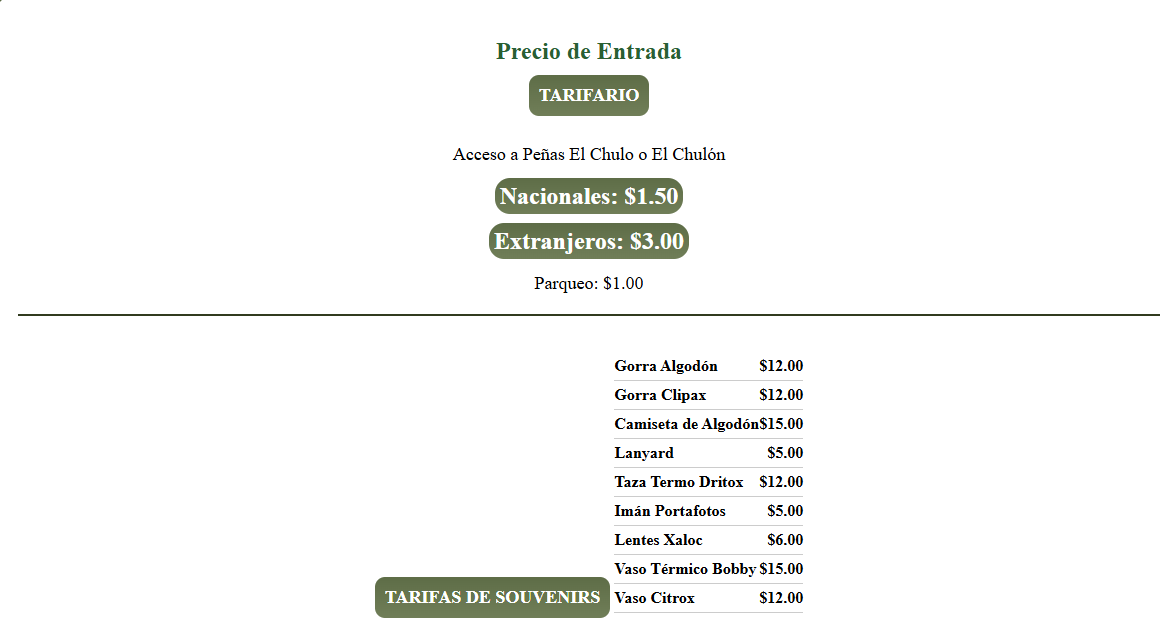 Precio de Entrada
TARIFARIO
Acceso a Peñas El Chulo o El Chulón
Nacionales: $1.50
Extranjeros: $3.00
Parqueo: $1.00
Gorra Algodón $12.00
Gorra Clipax $12.00
Camiseta de Algodón $15.00
Lanyard $5.00
Taza Termo Dritox $12.00
Imán Portafotos $5.00
Lentes Xaloc $6.00
Vaso Térmico Bobby $15.00
TARIFAS DE SOUVENIRS Vaso Citrox $12.00